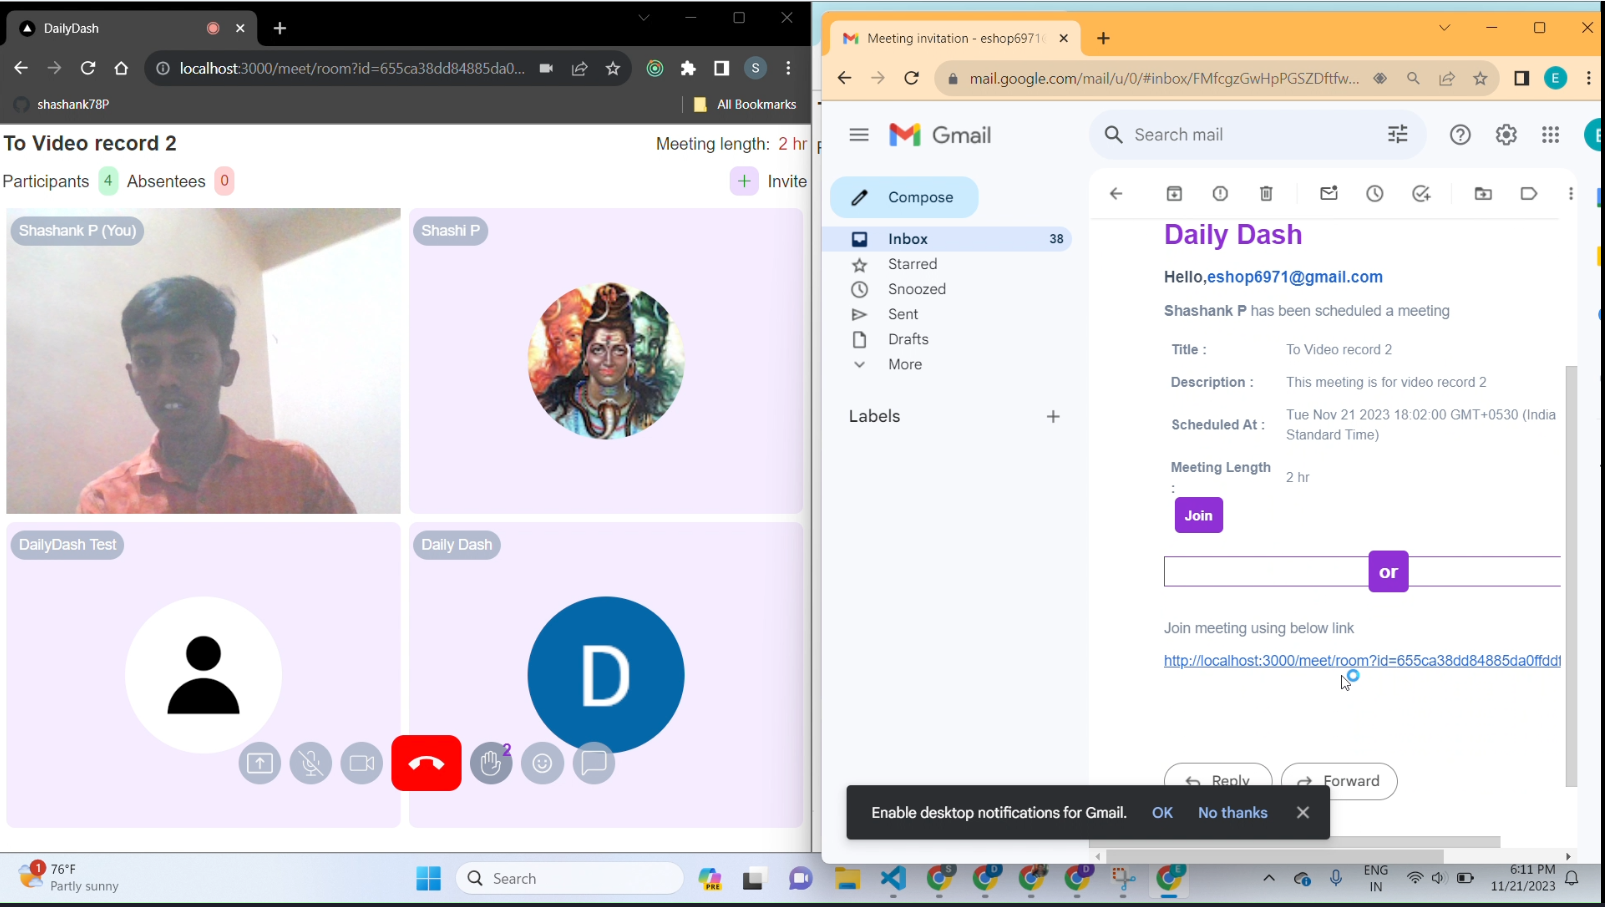 DailyDash
localhost:3000/meet/room?id=655ca38dd84885da0...
S
shashank78P
All Bookmarks
To Video record 2
Meeting length: 2 hr
Participants 4 Absentees 0
+ Invite
Shashank P (You)
Shashi P
DailyDash Test
Daily Dash
D
2
Meeting invitation - eshop6971
mail.google.com/mail/u/0/#inbox/FMfcgzGwHpPGSZDftfw...
E
Gmail
Search mail
Compose
Inbox 38
Starred
Snoozed
Sent
Drafts
More
Labels
Daily Dash
Hello,eshop6971@gmail.com
Shashank P has been scheduled a meeting
Title : To Video record 2
Description : This meeting is for video record 2
Scheduled At : Tue Nov 21 2023 18:02:00 GMT+0530 (India
Standard Time)
Meeting Length
: 2 hr
Join
or
Join meeting using below link
http://localhost:3000/meet/room?id=655ca38dd84885da0ffddf
Reply
Forward
Enable desktop notifications for Gmail. OK No thanks
1
76°F
Partly sunny
Search
PRE
ENG
IN
6:11 PM
11/21/2023